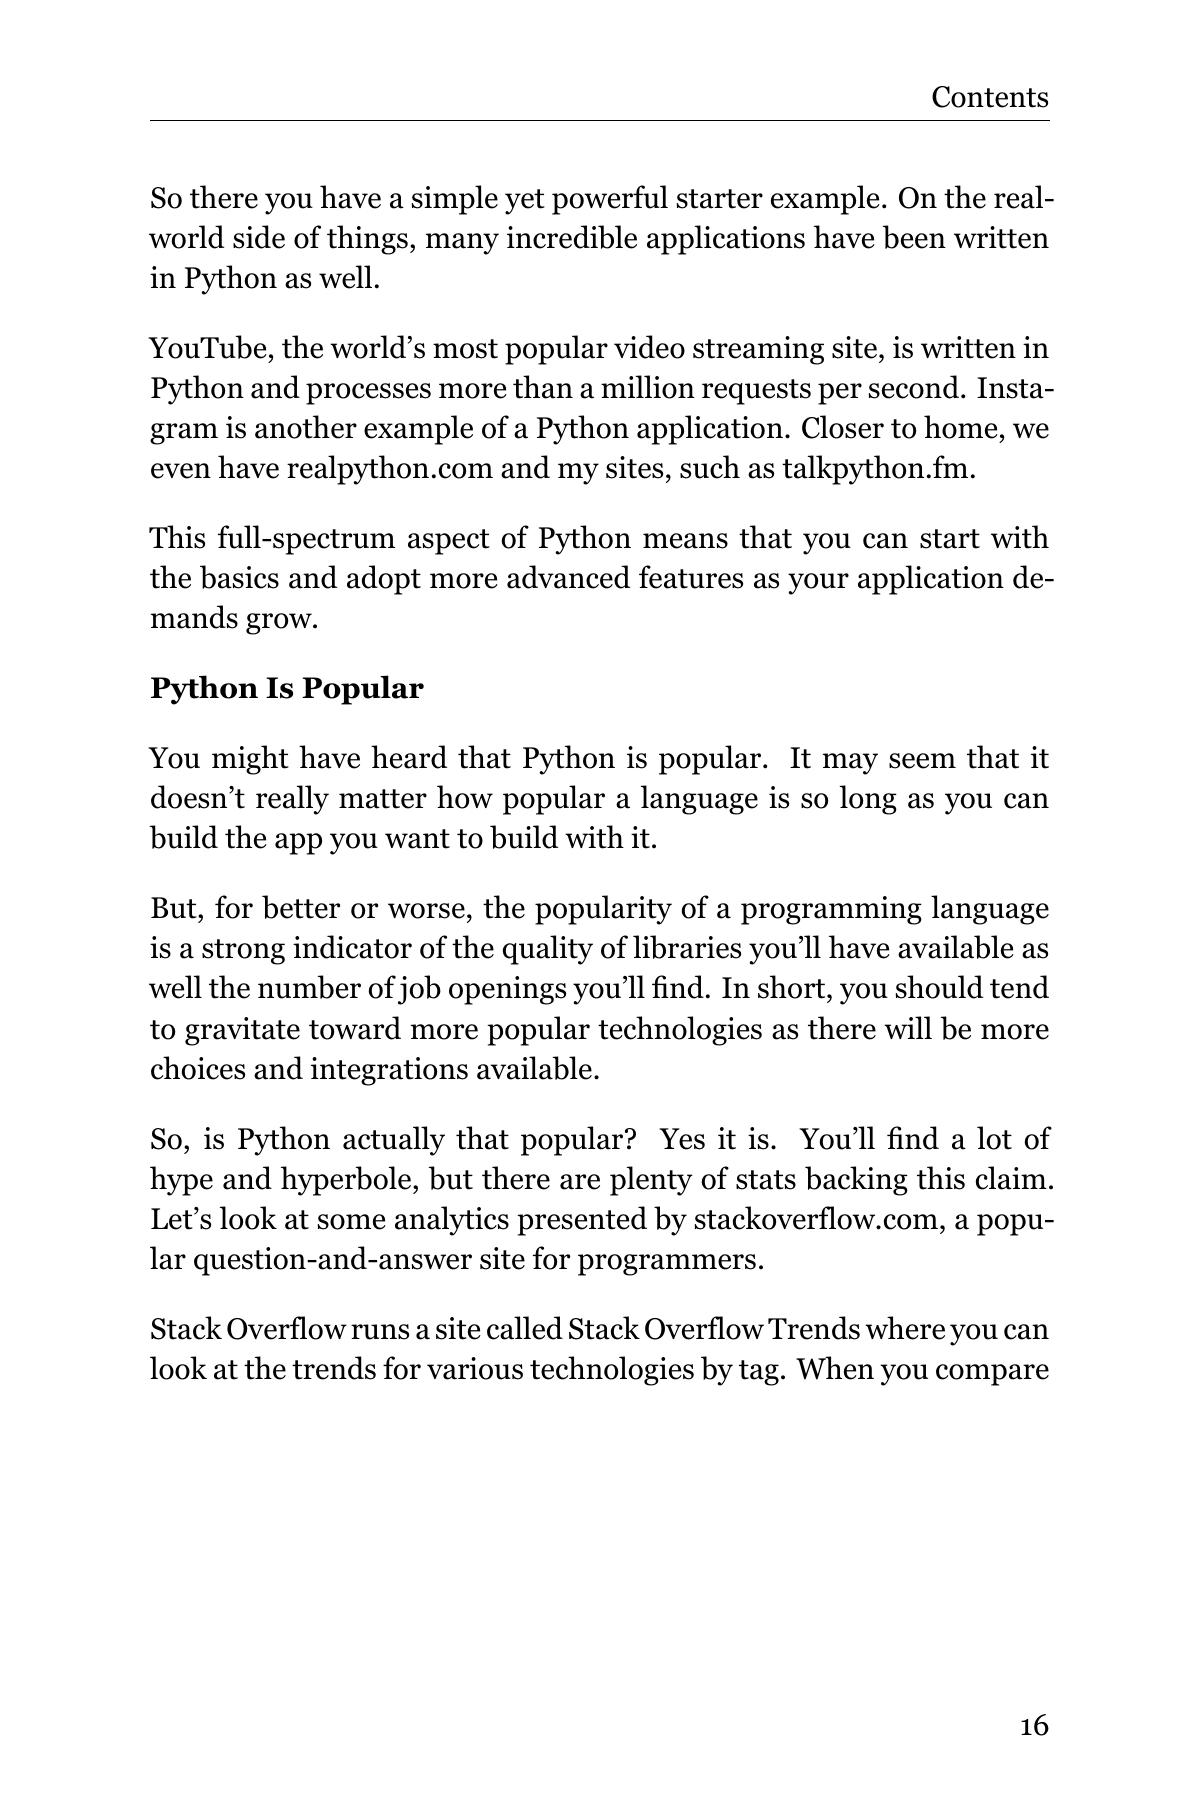 Contents
So there you have a simple yet powerful starter example. On the real-
world side of things, many incredible applications have been written
in Python as well.
YouTube, the world’s most popular video streaming site, is written in
Python and processes more than a million requests per second. Insta-
gram is another example of a Python application. Closer to home, we
even have realpython.com and my sites, such as talkpython.fm.
This full-spectrum aspect of Python means that you can start with
the basics and adopt more advanced features as your application de-
mands grow.
Python Is Popular
You might have heard that Python is popular. It may seem that it
doesn’t really matter how popular a language is so long as you can
build the app you want to build with it.
But, for better or worse, the popularity of a programming language
is a strong indicator of the quality of libraries you’ll have available as
well the number of job openings you’ll find. In short, you should tend
to gravitate toward more popular technologies as there will be more
choices and integrations available.
So, is Python actually that popular? Yes it is. You’ll find a lot of
hype and hyperbole, but there are plenty of stats backing this claim.
Let’s look at some analytics presented by stackoverflow.com, a popu-
lar question-and-answer site for programmers.
Stack Overflow runs a site called Stack Overflow Trends where you can
look at the trends for various technologies by tag. When you compare
16